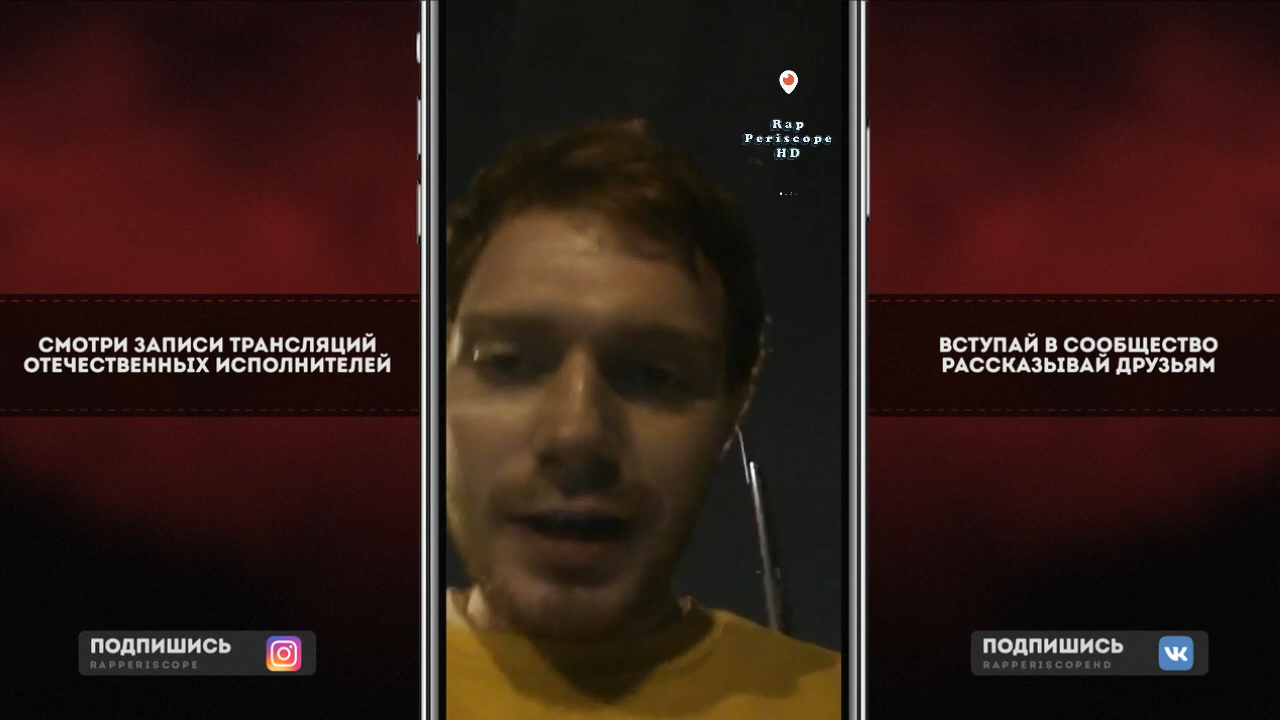 Rap
Periscope
HD
СМОТРИ ЗАПИСИ ТРАНСЛЯЦИЙ
ОТЕЧЕСТВЕННЫХ ИСПОЛНИТЕЛЕЙ
ВСТУПАЙ В СООБЩЕСТВО
РАССКАЗЫВАЙ ДРУЗЬЯМ
ПОДПИШИСЬ
RAPPERISCOPE
ПОДПИШИСЬ
RAPPERISCOPEHD